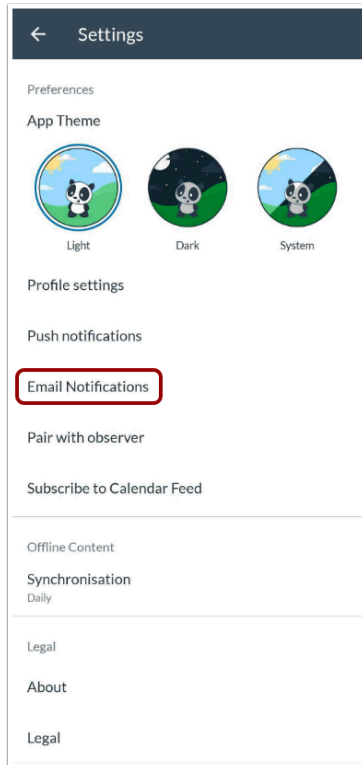 Settings
Preferences
App Theme
Light Dark System
Profile settings
Push notifications
Email Notifications
Pair with observer
Subscribe to Calendar Feed
Offline Content
Synchronisation
Daily
Legal
About
Legal